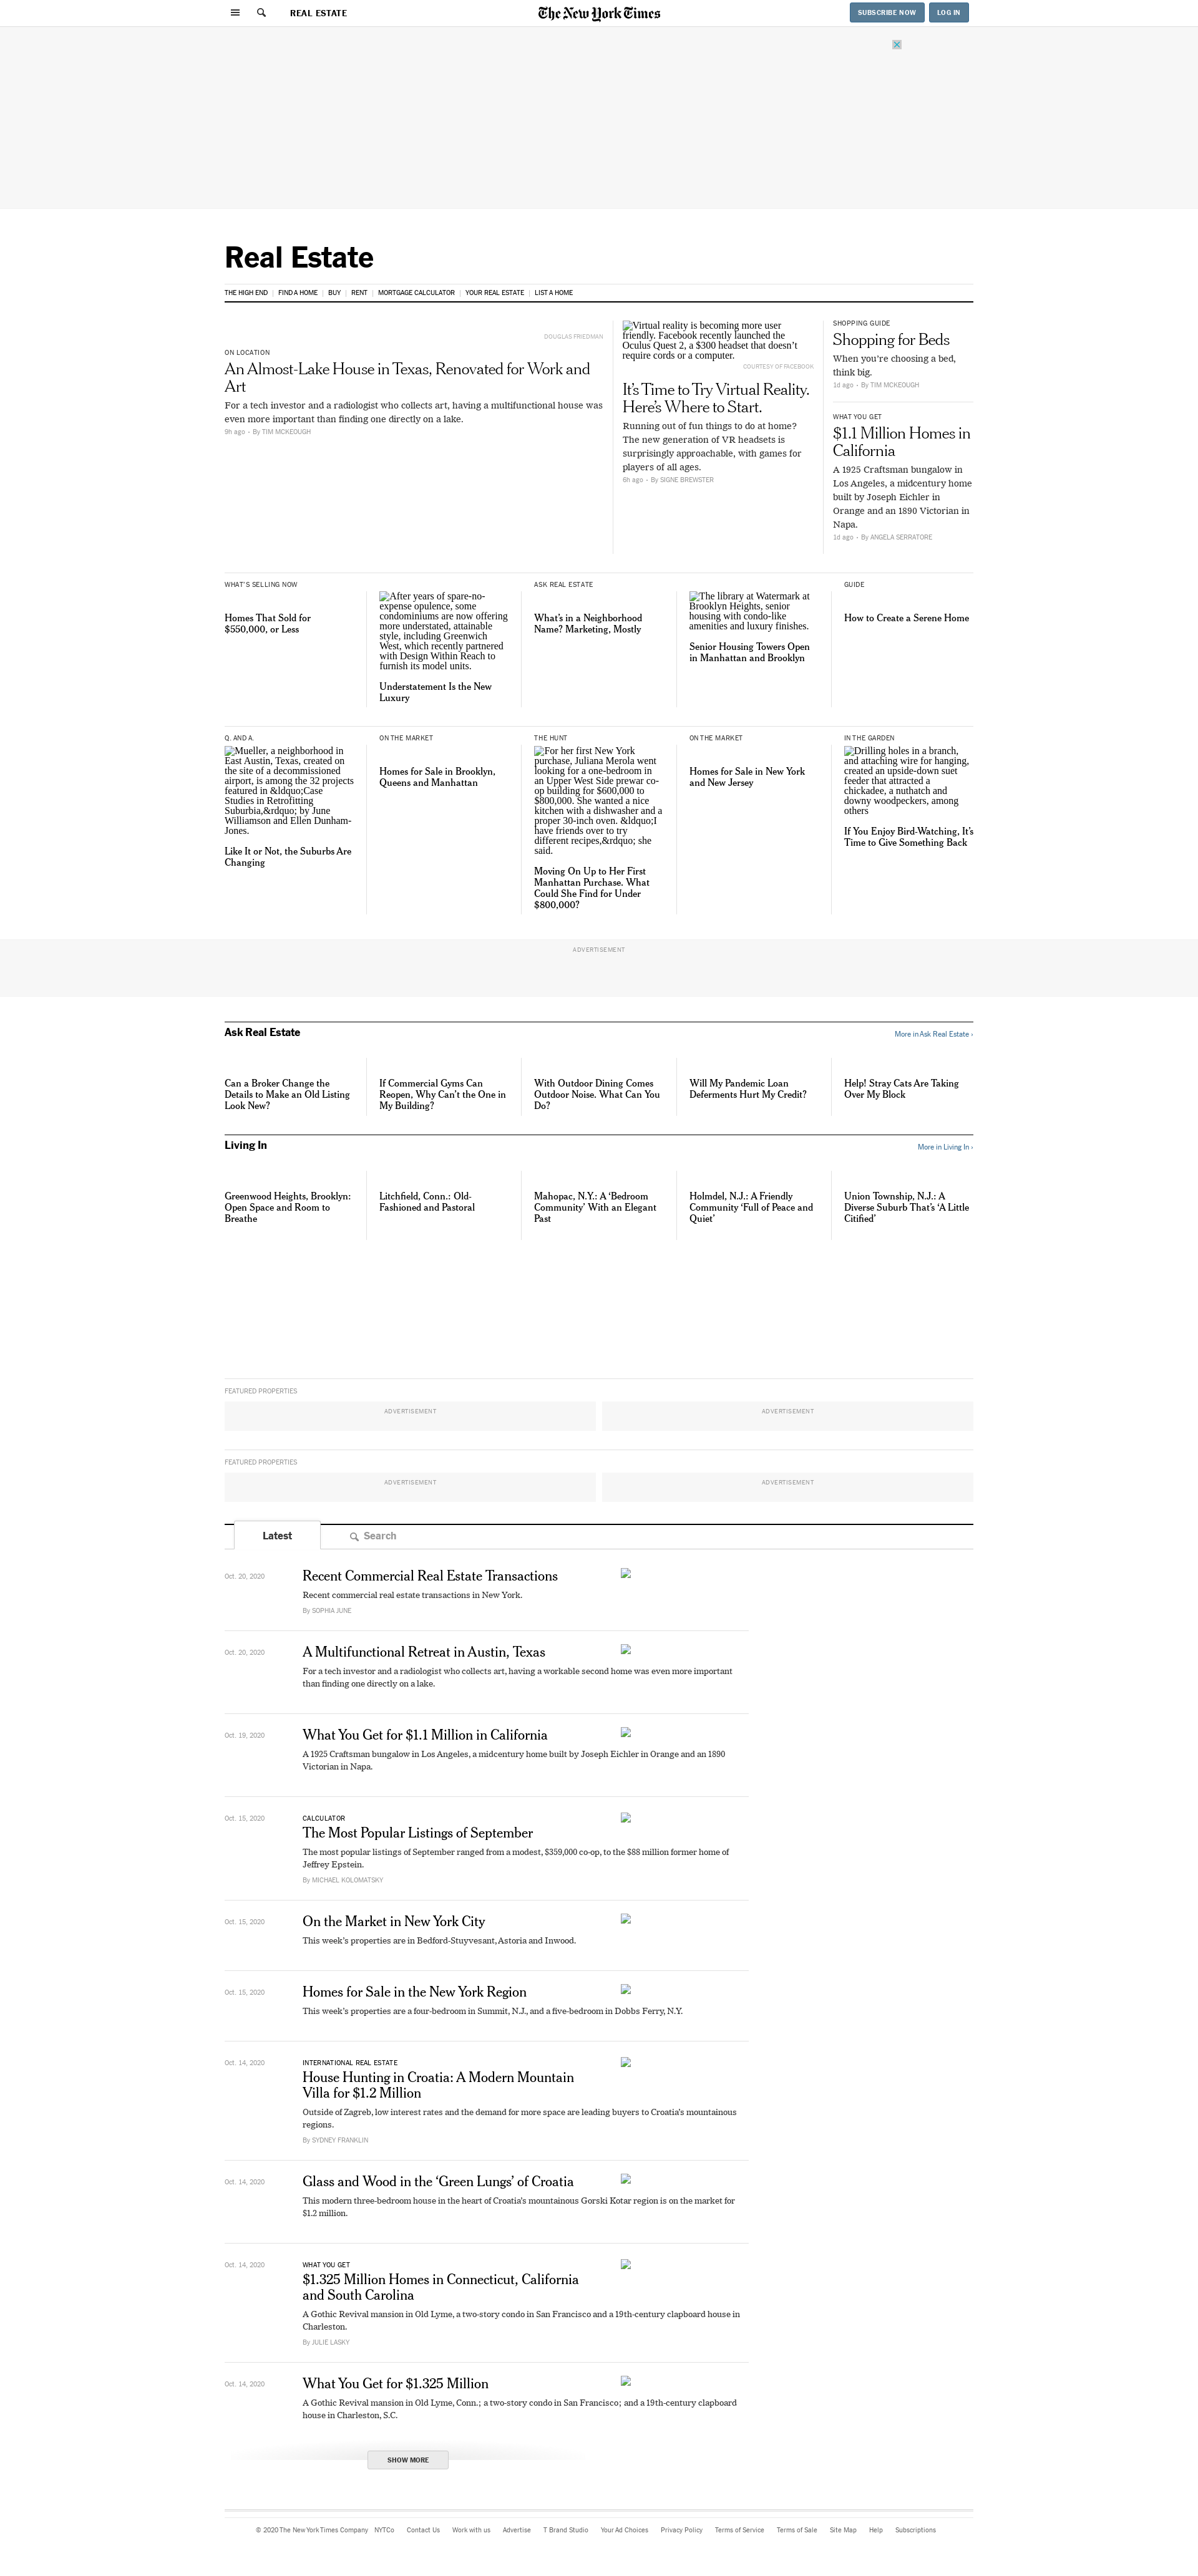 REAL ESTATE
The New York Times
SUBSCRIBE NOW
LOG IN
Real Estate
THE HIGH END
FIND A HOME
BUY
RENT
MORTGAGE CALCULATOR
YOUR REAL ESTATE
LIST A HOME
DOUGLAS FRIEDMAN
ON LOCATION
An Almost-Lake House in Texas, Renovated for Work and
Art
For a tech investor and a radiologist who collects art, having a multifunctional house was
even more important than finding one directly on a lake.
9h ago • By TIM MCKEOUGH
Virtual reality is becoming more user
friendly. Facebook recently launched the
Oculus Quest 2, a $300 headset that doesn’t
require cords or a computer.
COURTESY OF FACEBOOK
It’s Time to Try Virtual Reality.
Here’s Where to Start.
Running out of fun things to do at home?
The new generation of VR headsets is
surprisingly approachable, with games for
players of all ages.
6h ago • By SIGNE BREWSTER
SHOPPING GUIDE
Shopping for Beds
When you’re choosing a bed,
think big.
1d ago • By TIM MCKEOUGH
WHAT YOU GET
$1.1 Million Homes in
California
A 1925 Craftsman bungalow in
Los Angeles, a midcentury home
built by Joseph Eichler in
Orange and an 1890 Victorian in
Napa.
1d ago • By ANGELA SERRATORE
WHAT’S SELLING NOW
Homes That Sold for
$550,000, or Less
After years of spare-no-
expense opulence, some
condominiums are now offering
more understated, attainable
style, including Greenwich
West, which recently partnered
with Design Within Reach to
furnish its model units.
Understatement Is the New
Luxury
ASK REAL ESTATE
What’s in a Neighborhood
Name? Marketing, Mostly
The library at Watermark at
Brooklyn Heights, senior
housing with condo-like
amenities and luxury finishes.
Senior Housing Towers Open
in Manhattan and Brooklyn
GUIDE
How to Create a Serene Home
Q. AND A.
Mueller, a neighborhood in
East Austin, Texas, created on
the site of a decommissioned
airport, is among the 32 projects
featured in &ldquo;Case
Studies in Retrofitting
Suburbia,&rdquo; by June
Williamson and Ellen Dunham-
Jones.
Like It or Not, the Suburbs Are
Changing
ON THE MARKET
Homes for Sale in Brooklyn,
Queens and Manhattan
THE HUNT
For her first New York
purchase, Juliana Merola went
looking for a one-bedroom in
an Upper West Side prewar co-
op building for $600,000 to
$800,000. She wanted a nice
kitchen with a dishwasher and a
proper 30-inch oven. &ldquo;I
have friends over to try
different recipes,&rdquo; she
said.
Moving On Up to Her First
Manhattan Purchase. What
Could She Find for Under
$800,000?
ON THE MARKET
Homes for Sale in New York
and New Jersey
IN THE GARDEN
Drilling holes in a branch,
and attaching wire for hanging,
created an upside-down suet
feeder that attracted a
chickadee, a nuthatch and
downy woodpeckers, among
others
If You Enjoy Bird-Watching, It’s
Time to Give Something Back
ADVERTISEMENT
Ask Real Estate
More in Ask Real Estate ›
Can a Broker Change the
Details to Make an Old Listing
Look New?
If Commercial Gyms Can
Reopen, Why Can’t the One in
My Building?
With Outdoor Dining Comes
Outdoor Noise. What Can You
Do?
Will My Pandemic Loan
Deferments Hurt My Credit?
Help! Stray Cats Are Taking
Over My Block
Living In
More in Living In ›
Greenwood Heights, Brooklyn:
Open Space and Room to
Breathe
Litchfield, Conn.: Old-
Fashioned and Pastoral
Mahopac, N.Y.: A ‘Bedroom
Community’ With an Elegant
Past
Holmdel, N.J.: A Friendly
Community ‘Full of Peace and
Quiet’
Union Township, N.J.: A
Diverse Suburb That’s ‘A Little
Citified’
FEATURED PROPERTIES
ADVERTISEMENT
ADVERTISEMENT
FEATURED PROPERTIES
ADVERTISEMENT
ADVERTISEMENT
Latest
Search
Oct. 20, 2020
Recent Commercial Real Estate Transactions
Recent commercial real estate transactions in New York.
By SOPHIA JUNE
Oct. 20, 2020
A Multifunctional Retreat in Austin, Texas
For a tech investor and a radiologist who collects art, having a workable second home was even more important
than finding one directly on a lake.
Oct. 19, 2020
What You Get for $1.1 Million in California
A 1925 Craftsman bungalow in Los Angeles, a midcentury home built by Joseph Eichler in Orange and an 1890
Victorian in Napa.
Oct. 15, 2020
CALCULATOR
The Most Popular Listings of September
The most popular listings of September ranged from a modest, $359,000 co-op, to the $88 million former home of
Jeffrey Epstein.
By MICHAEL KOLOMATSKY
Oct. 15, 2020
On the Market in New York City
This week’s properties are in Bedford-Stuyvesant, Astoria and Inwood.
Oct. 15, 2020
Homes for Sale in the New York Region
This week’s properties are a four-bedroom in Summit, N.J., and a five-bedroom in Dobbs Ferry, N.Y.
Oct. 14, 2020
INTERNATIONAL REAL ESTATE
House Hunting in Croatia: A Modern Mountain
Villa for $1.2 Million
Outside of Zagreb, low interest rates and the demand for more space are leading buyers to Croatia’s mountainous
regions.
By SYDNEY FRANKLIN
Oct. 14, 2020
Glass and Wood in the ‘Green Lungs’ of Croatia
This modern three-bedroom house in the heart of Croatia’s mountainous Gorski Kotar region is on the market for
$1.2 million.
Oct. 14, 2020
WHAT YOU GET
$1.325 Million Homes in Connecticut, California
and South Carolina
A Gothic Revival mansion in Old Lyme, a two-story condo in San Francisco and a 19th-century clapboard house in
Charleston.
By JULIE LASKY
Oct. 14, 2020
What You Get for $1.325 Million
A Gothic Revival mansion in Old Lyme, Conn.; a two-story condo in San Francisco; and a 19th-century clapboard
house in Charleston, S.C.
SHOW MORE
© 2020 The New York Times Company
NYTCo
Contact Us
Work with us
Advertise
T Brand Studio
Your Ad Choices
Privacy Policy
Terms of Service
Terms of Sale
Site Map
Help
Subscriptions